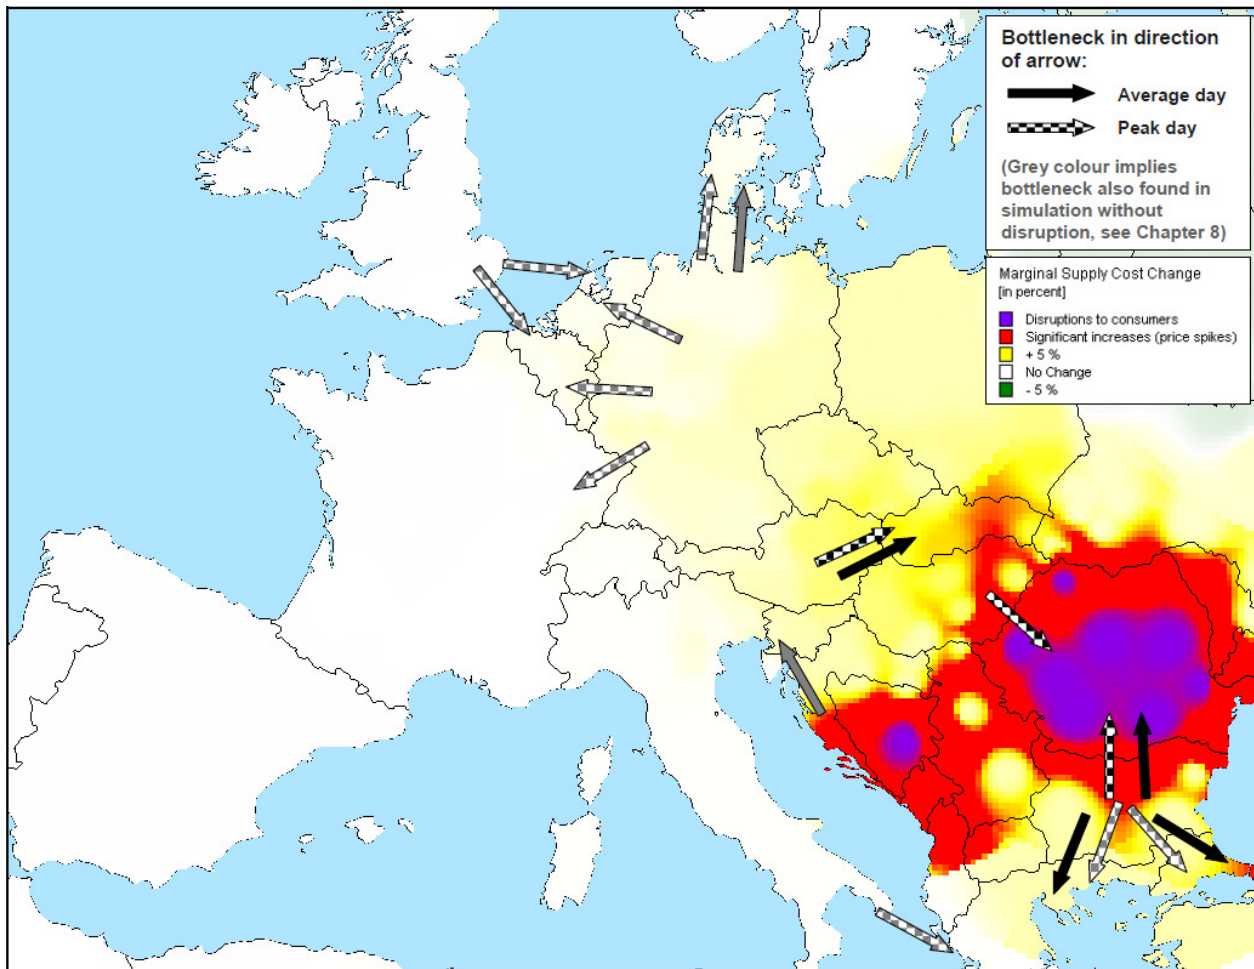 Bottleneck in direction
of arrow:
Average day
Peak day
(Grey colour implies
bottleneck also found in
simulation without
disruption, see Chapter 8)
Marginal Supply Cost Change
[in percent]
Disruptions to consumers
Significant increases (price spikes)
+ 5 %
No Change
- 5 %